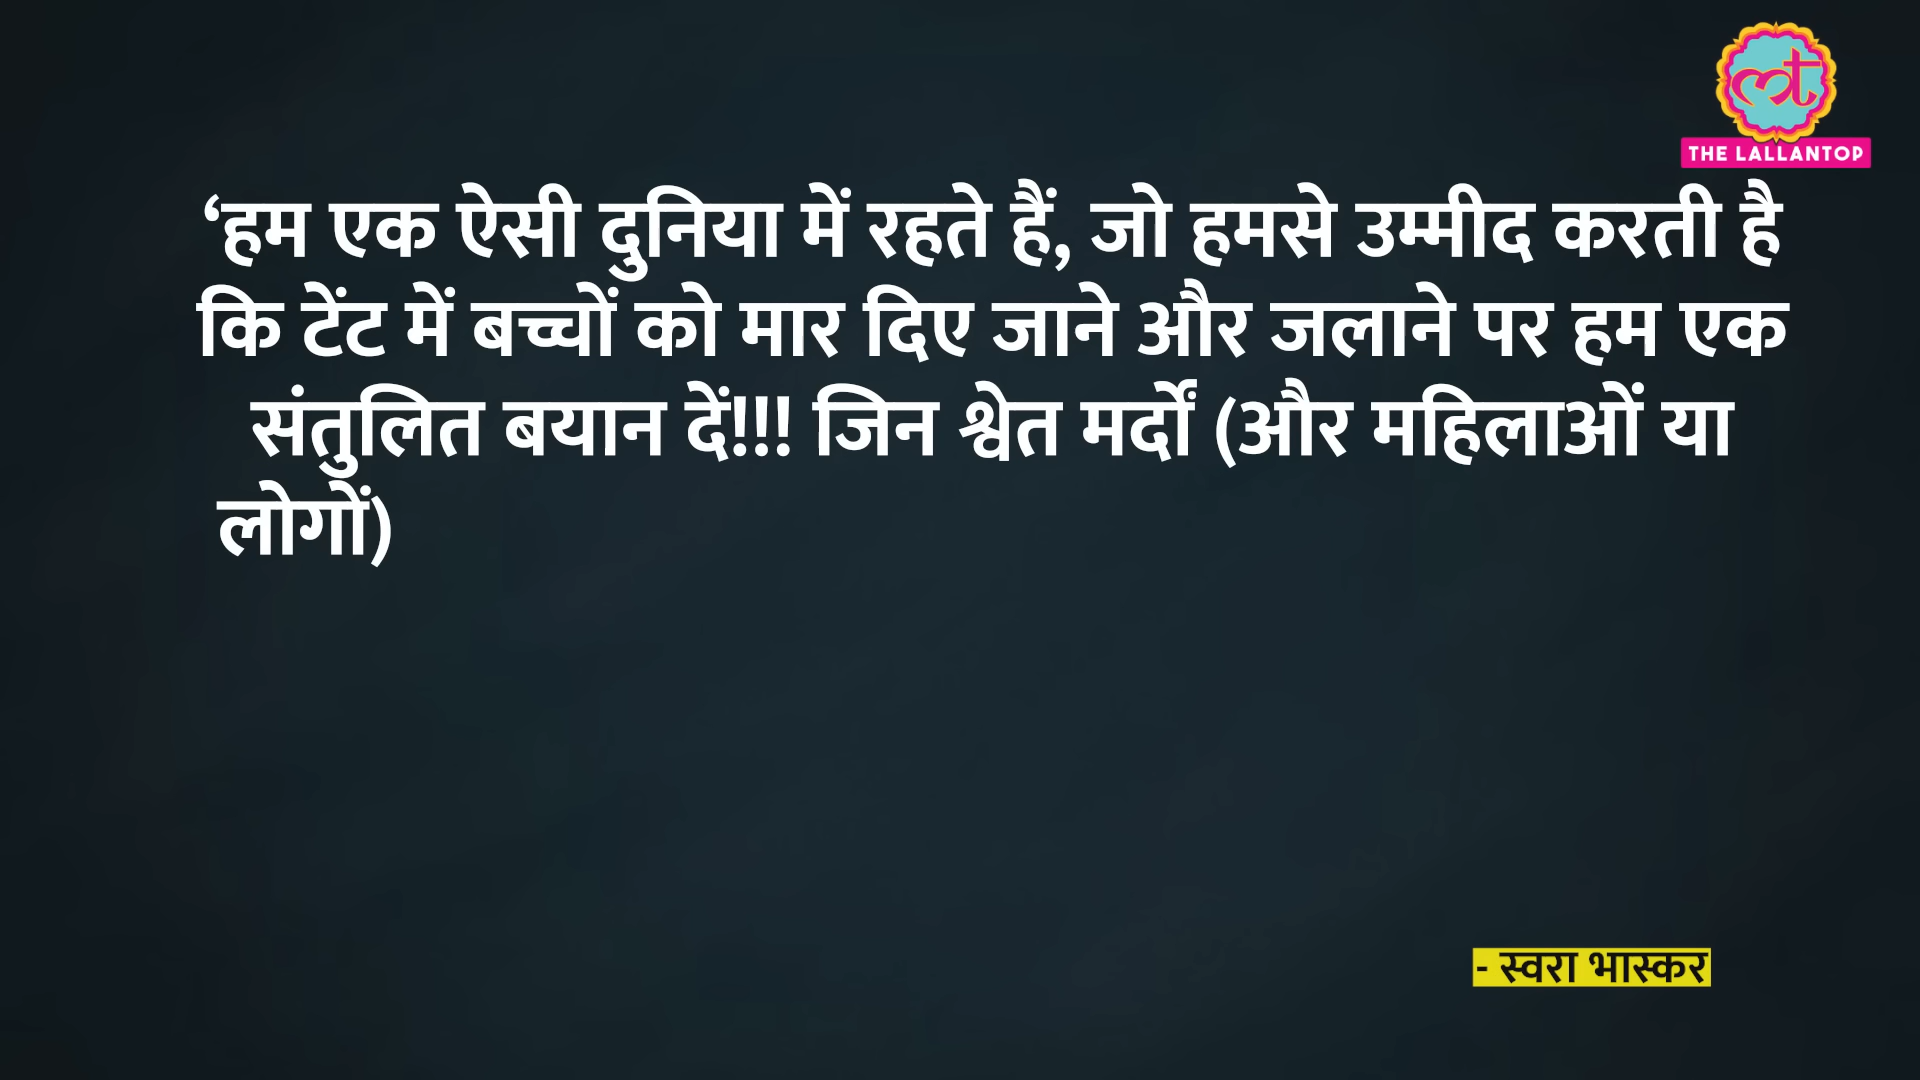 THE LALLANTOP
‘हम एक ऐसी दुनिया में रहते हैं, जो हमसे उम्मीद करती है
कि टेंट में बच्चों को मार दिए जाने और जलाने पर हम एक
संतुलित बयान दें!!! जिन श्वेत मर्दों (और महिलाओं या
लोगों)
- स्वरा भास्कर